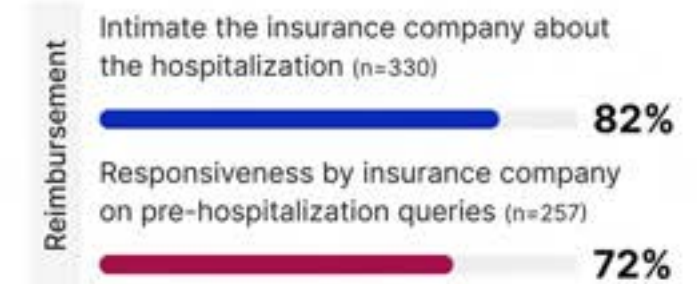 Reimbursement
Intimate the insurance company about
the hospitalization (n=330)
82%
Responsiveness by insurance company
on pre-hospitalization queries (n=257)
72%